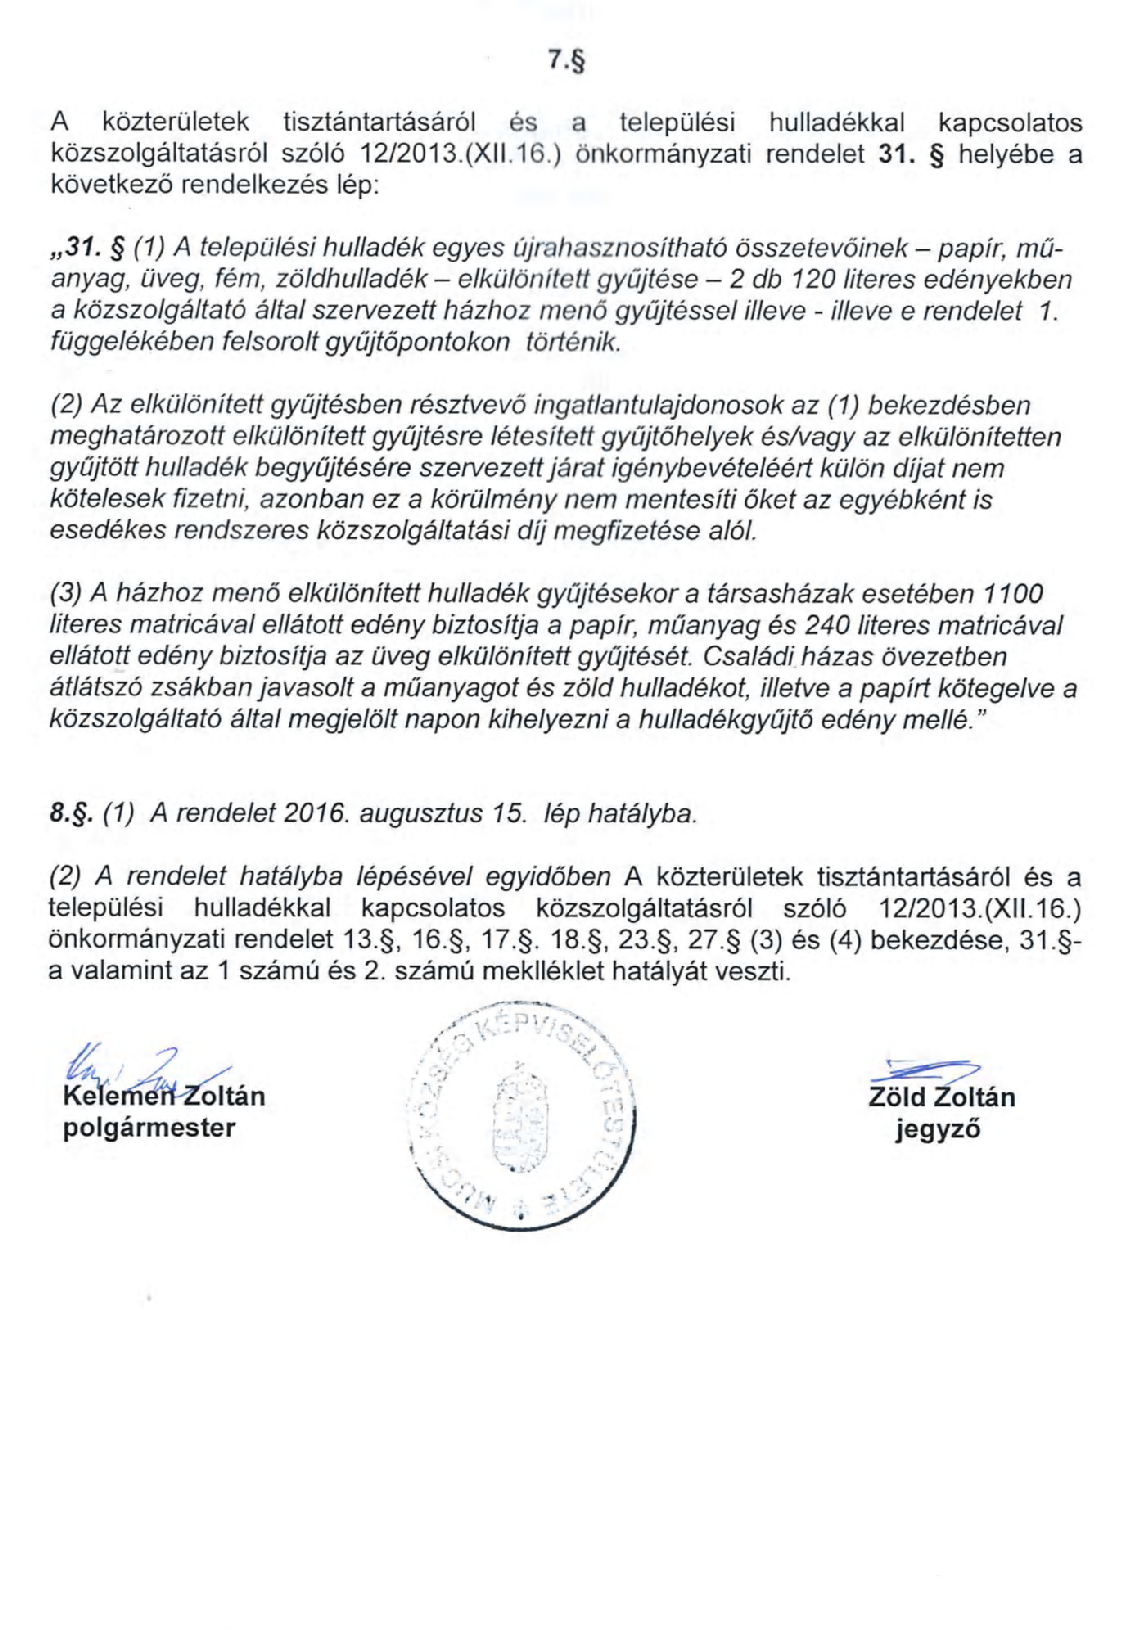 7.§
A közterületek tisztántartásáról és a települési hulladékkal kapcsolatos
közszolgáltatásról szóló 12/2013.(XII.16.) önkormányzati rendelet 31. § helyébe a
következő rendelkezés lép:
„31. § (1) A települési hulladék egyes újrahasznosítható összetevőinek – papír, mű-
anyag, üveg, fém, zöldhulladék – elkülönített gyűjtése – 2 db 120 literes edényekben
a közszolgáltató által szervezett házhoz menő gyűjtéssel illeve - illeve e rendelet 1.
függelékében felsorolt gyűjtőpontokon történik.
(2) Az elkülönített gyűjtésben résztvevő ingatlantulajdonosok az (1) bekezdésben
meghatározott elkülönített gyűjtésre létesített gyűjtőhelyek és/vagy az elkülönítetten
gyűjtött hulladék begyűjtésére szervezett járat igénybevételéért külön díjat nem
kötelesek fizetni, azonban ez a körülmény nem mentesíti őket az egyébként is
esedékes rendszeres közszolgáltatási díj megfizetése alól.
(3) A házhoz menő elkülönített hulladék gyűjtésekor a társasházak esetében 1100
literes matricával ellátott edény biztosítja a papír, műanyag és 240 literes matricával
ellátott edény biztosítja az üveg elkülönített gyűjtését. Családi házas övezetben
átlátszó zsákban javasolt a műanyagot és zöld hulladékot, illetve a papírt kötegelve a
közszolgáltató által megjelölt napon kihelyezni a hulladékgyűjtő edény mellé.”
8.§. (1) A rendelet 2016. augusztus 15. lép hatályba.
(2) A rendelet hatályba lépésével egyidőben A közterületek tisztántartásáról és a
települési hulladékkal kapcsolatos közszolgáltatásról szóló 12/2013.(XII.16.)
önkormányzati rendelet 13.§, 16.§, 17.§. 18.§, 23.§, 27.§ (3) és (4) bekezdése, 31.§-
a valamint az 1 számú és 2. számú meklléklet hatályát veszti.
MUCSI KÖZSÉG KÉPVISELŐTESTÜLETE
Kelemen Zoltán
polgármester
Zöld Zoltán
jegyző